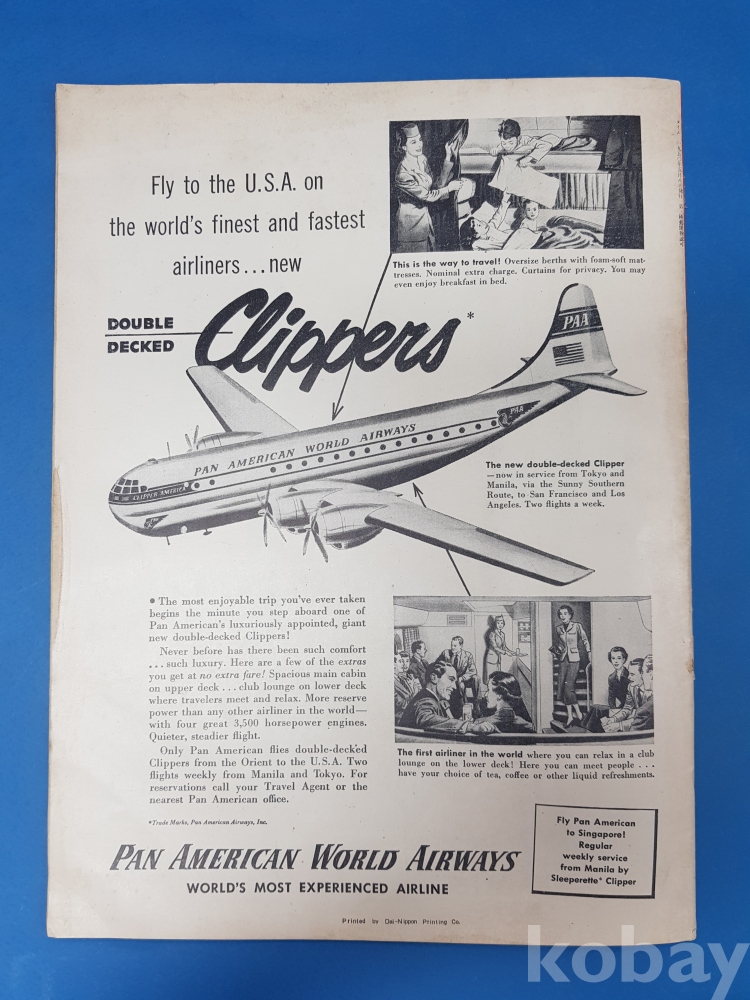 Fly to the U.S.A. on
the world's finest and fastest
airliners...new
DOUBLE
DECKED
Clippers*
This is the way to travel! Oversize berths with foam-soft mat-
tresses. Nominal extra charge. Curtains for privacy. You may
even enjoy breakfast in bed.
PAA
PAA
PAN AMERICAN WORLD AIRWAYS
CLIPPER AMERICA
The new double-decked Clipper
—now in service from Tokyo and
Manila, via the Sunny Southern
Route, to San Francisco and Los
Angeles. Two flights a week.
• The most enjoyable trip you've ever taken
begins the minute you step aboard one of
Pan American's luxuriously appointed, giant
new double-decked Clippers!
Never before has there been such comfort
...such luxury. Here are a few of the extras
you get at no extra fare! Spacious main cabin
on upper deck...club lounge on lower deck
where travelers meet and relax. More reserve
power than any other airliner in the world—
with four great 3,500 horsepower engines.
Quieter, steadier flight.
Only Pan American flies double-decked
Clippers from the Orient to the U.S.A. Two
flights weekly from Manila and Tokyo. For
reservations call your Travel Agent or the
nearest Pan American office.
*Trade Marks, Pan American Airways, Inc.
The first airliner in the world where you can relax in a club
lounge on the lower deck! Here you can meet people...
have your choice of tea, coffee or other liquid refreshments.
PAN AMERICAN WORLD AIRWAYS
WORLD'S MOST EXPERIENCED AIRLINE
Fly Pan American
to Singapore!
Regular
weekly service
from Manila by
Sleeperette* Clipper
Printed by Dai-Nippon Printing Co.
kobay